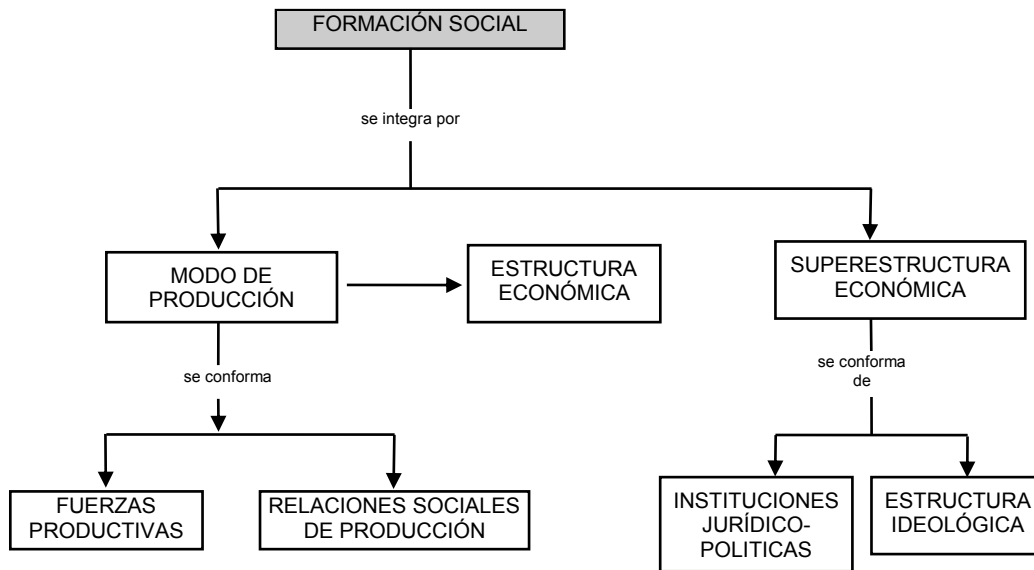 FORMACIÓN SOCIAL
se integra por
MODO DE
PRODUCCIÓN
ESTRUCTURA
ECONÓMICA
SUPERESTRUCTURA
ECONÓMICA
se conforma
se conforma
de
FUERZAS
PRODUCTIVAS
RELACIONES SOCIALES
DE PRODUCCIÓN
INSTITUCIONES
JURÍDICO-
POLITICAS
ESTRUCTURA
IDEOLÓGICA